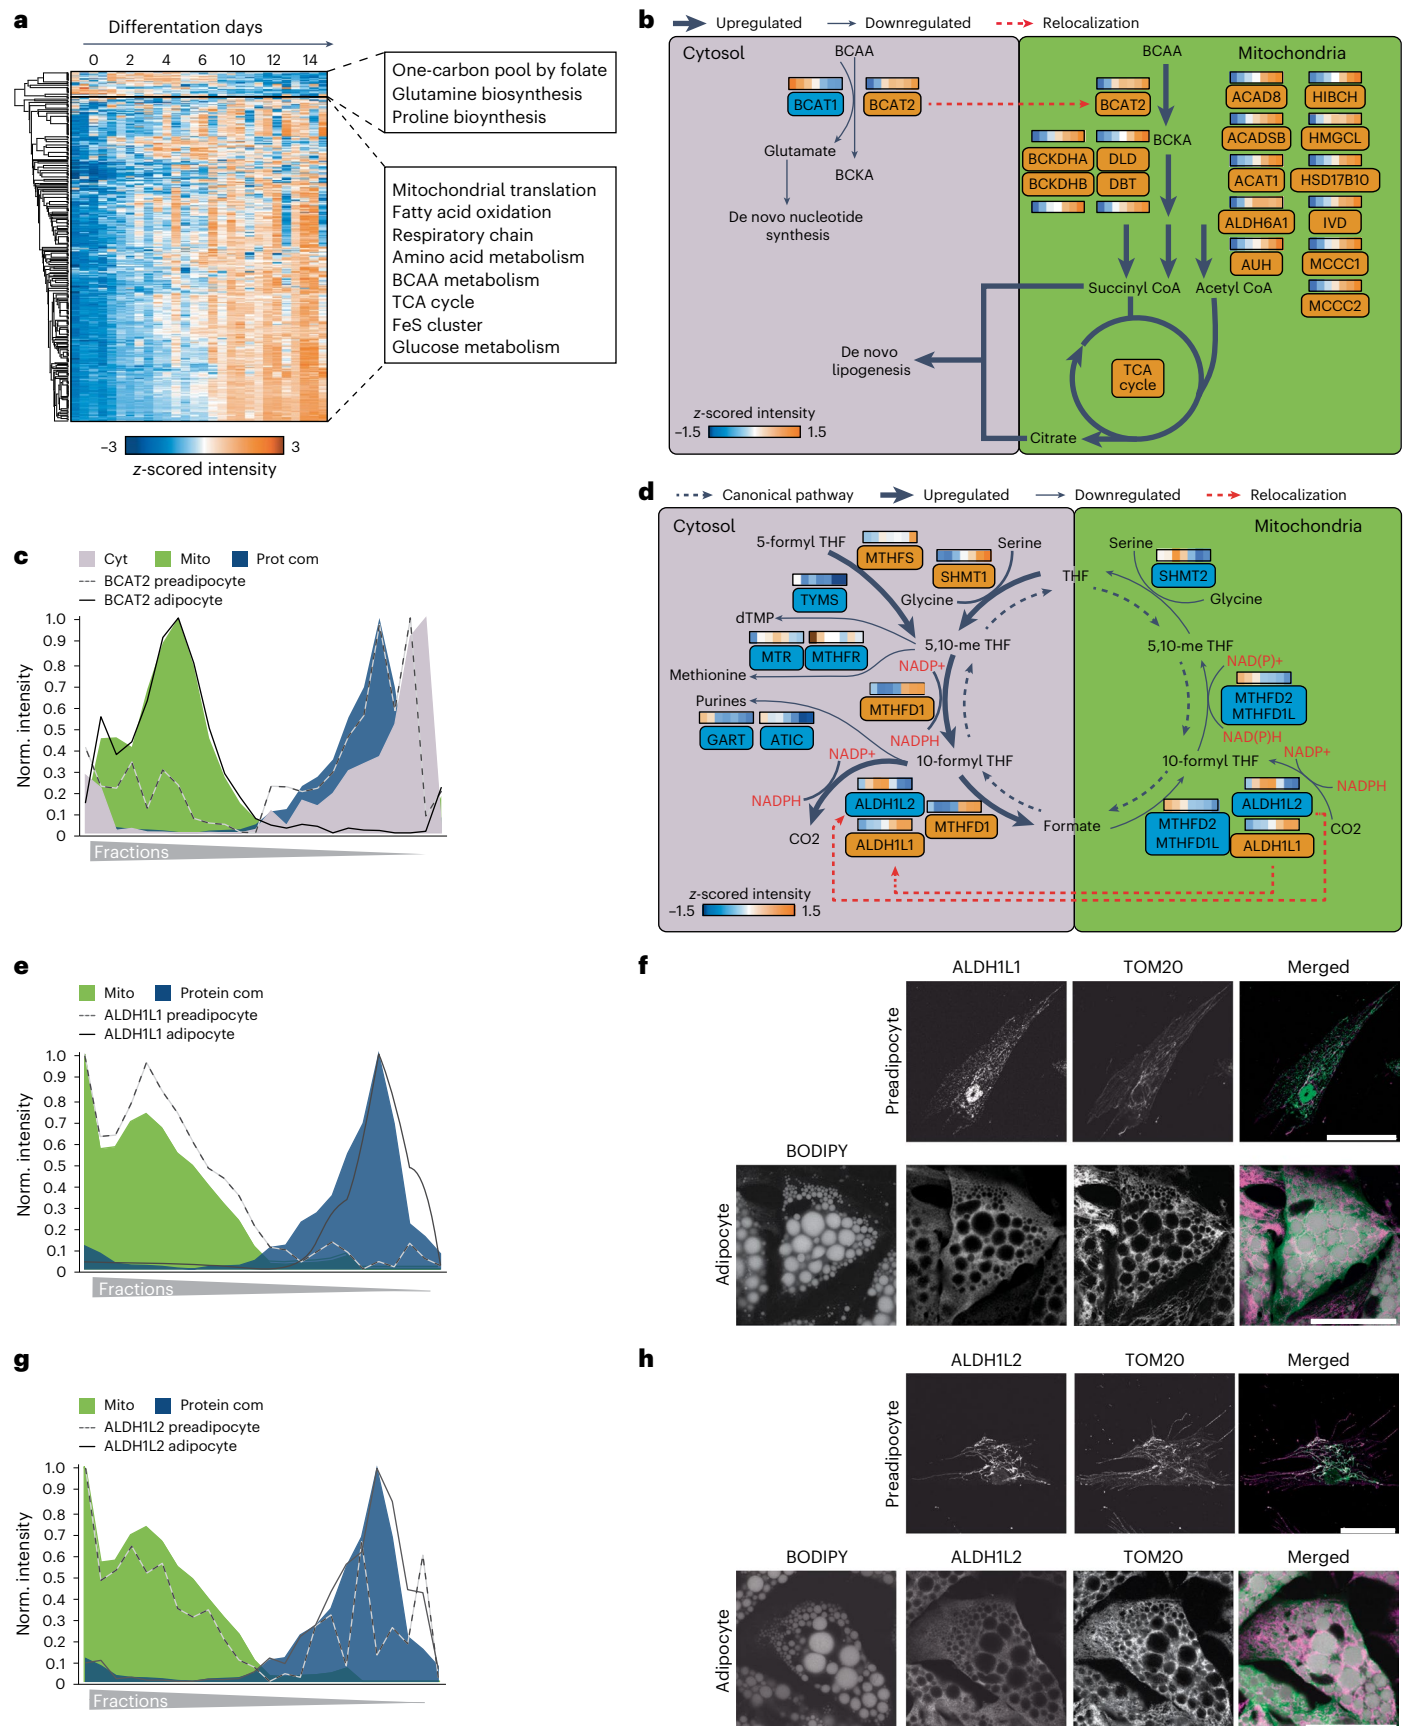 a
Differentation days
0 2 4 6 8 10 12 14
One-carbon pool by folate
Glutamine biosynthesis
Proline bioynthesis
Mitochondrial translation
Fatty acid oxidation
Respiratory chain
Amino acid metabolism
BCAA metabolism
TCA cycle
FeS cluster
Glucose metabolism
–3 3
z-scored intensity
b
Upregulated Downregulated Relocalization
Cytosol
Mitochondria
BCAA
BCAT1
BCAT2
Glutamate
BCKA
De novo nucleotide
synthesis
BCAA
BCAT2
BCKA
BCKDHA
DLD
BCKDHB
DBT
ACAD8
HIBCH
ACADSB
HMGCL
ACAT1
HSD17B10
ALDH6A1
IVD
AUH
MCCC1
MCCC2
Succinyl CoA
Acetyl CoA
De novo
lipogenesis
TCA
cycle
Citrate
z-scored intensity
–1.5 1.5
c
Cyt Mito Prot com
BCAT2 preadipocyte
BCAT2 adipocyte
Norm. intensity
1.0
0.9
0.8
0.7
0.6
0.5
0.4
0.3
0.2
0.1
0
Fractions
d
Canonical pathway Upregulated Downregulated Relocalization
Cytosol
Mitochondria
5-formyl THF
MTHFS
SHMT1
Serine
THF
Serine
SHMT2
TYMS
Glycine
Glycine
dTMP
MTR
MTHFR
5,10-me THF
5,10-me THF
Methionine
NADP+
NAD(P)+
Purines
MTHFD1
MTHFD2
MTHFD1L
GART
ATIC
NADPH
NAD(P)H
NADP+
10-formyl THF
10-formyl THF
NADP+
NADPH
ALDH1L2
ALDH1L2
NADPH
CO2
ALDH1L1
MTHFD1
Formate
MTHFD2
MTHFD1L
ALDH1L1
CO2
z-scored intensity
–1.5 1.5
e
Mito Protein com
ALDH1L1 preadipocyte
ALDH1L1 adipocyte
Norm. intensity
1.0
0.9
0.8
0.7
0.6
0.5
0.4
0.3
0.2
0.1
0
Fractions
f
ALDH1L1 TOM20 Merged
Preadipocyte
BODIPY
Adipocyte
g
Mito Protein com
ALDH1L2 preadipocyte
ALDH1L2 adipocyte
Norm. intensity
1.0
0.9
0.8
0.7
0.6
0.5
0.4
0.3
0.2
0.1
0
Fractions
h
ALDH1L2 TOM20 Merged
Preadipocyte
BODIPY ALDH1L2 TOM20 Merged
Adipocyte